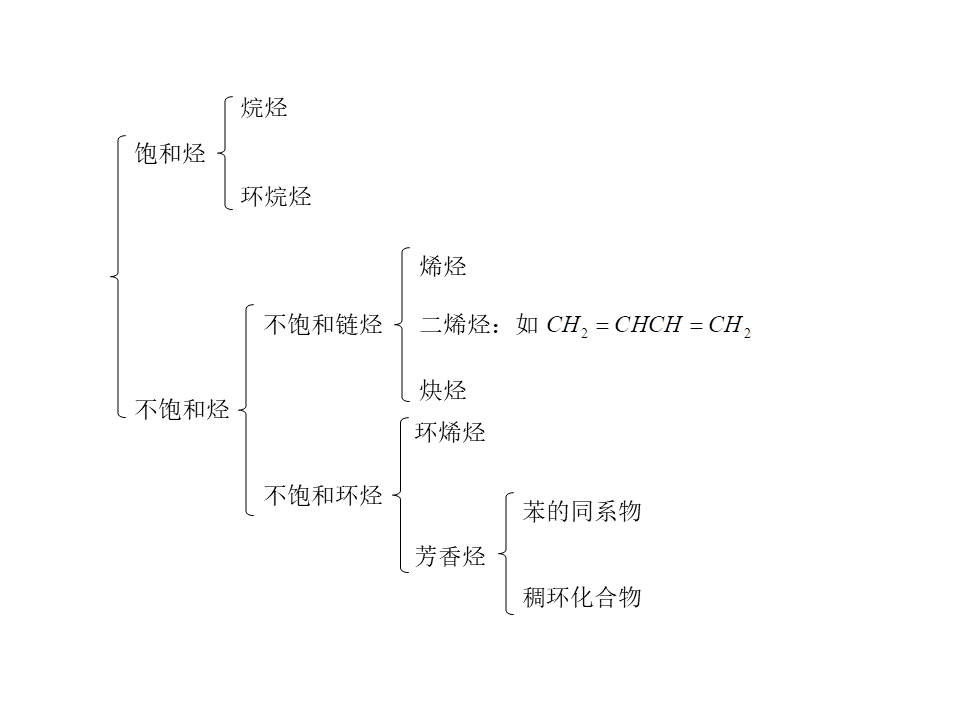 烷烃
饱和烃
环烷烃
烯烃
不饱和链烃 二烯烃：如 CH₂ = CHCH = CH₂
炔烃
不饱和烃
环烯烃
不饱和环烃
苯的同系物
芳香烃
稠环化合物